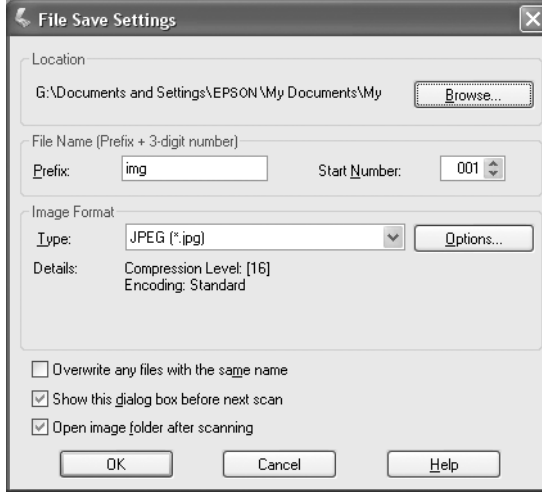 File Save Settings
Location
G:\Documents and Settings\EPSON\My Documents\My
Browse...
File Name (Prefix + 3-digit number)
Prefix:
img
Start Number:
001
Image Format
Type:
JPEG (*.jpg)
Options...
Details:
Compression Level: [16]
Encoding: Standard
Overwrite any files with the same name
Show this dialog box before next scan
Open image folder after scanning
OK
Cancel
Help